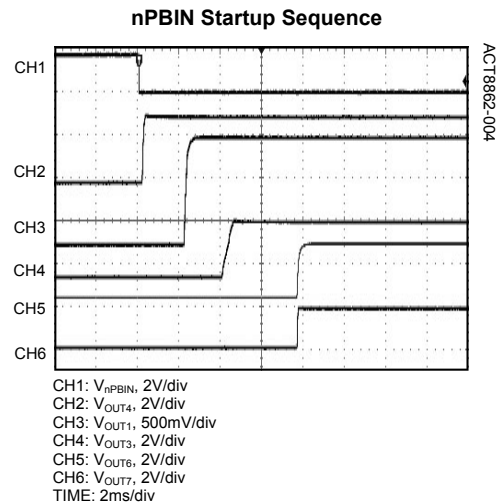 nPBIN Startup Sequence
CH1
CH2
CH3
CH4
CH5
CH6
ACT8862-004
CH1: VnPBIN, 2V/div
CH2: VOUT4, 2V/div
CH3: VOUT1, 500mV/div
CH4: VOUT3, 2V/div
CH5: VOUT6, 2V/div
CH6: VOUT7, 2V/div
TIME: 2ms/div